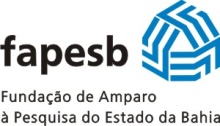 fapesb
Fundação de Amparo
à Pesquisa do Estado da Bahia